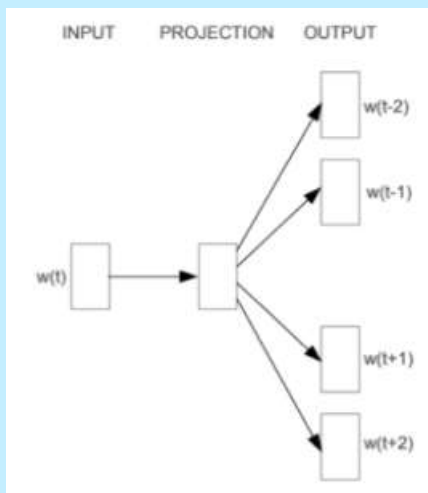 INPUT PROJECTION OUTPUT
w(t-2)
w(t-1)
w(t)
w(t+1)
w(t+2)